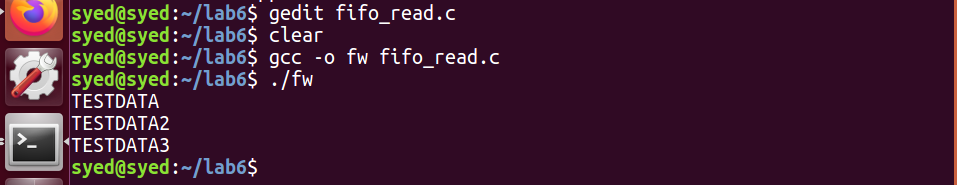 syed@syed:~/lab6$ gedit fifo_read.c
syed@syed:~/lab6$ clear
syed@syed:~/lab6$ gcc -o fw fifo_read.c
syed@syed:~/lab6$ ./fw
TESTDATA
TESTDATA2
TESTDATA3
syed@syed:~/lab6$